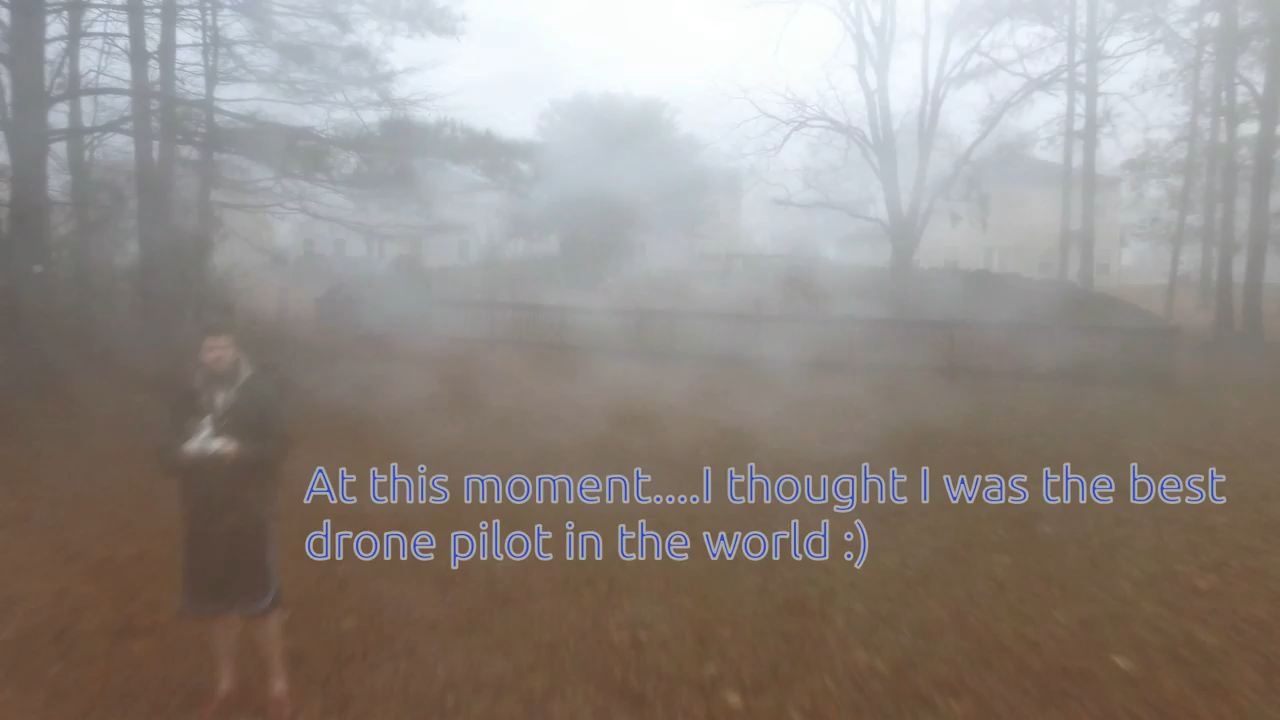 At this moment....I thought I was the best
drone pilot in the world :)